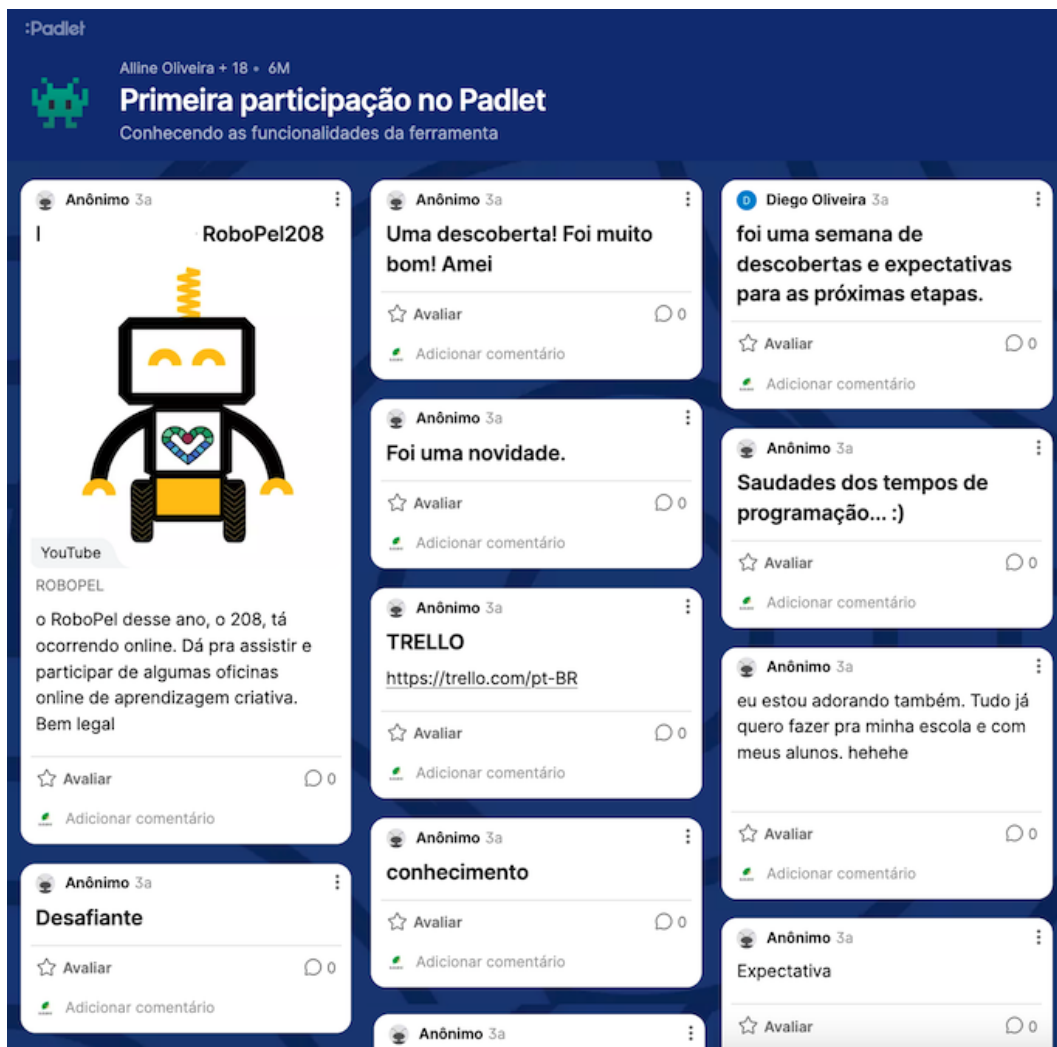 :Padlet
Alline Oliveira + 18 • 6M
Primeira participação no Padlet
Conhecendo as funcionalidades da ferramenta
Anônimo 3a
I RoboPel208
YouTube
ROBOPEL
o RoboPel desse ano, o 208, tá
ocorrendo online. Dá pra assistir e
participar de algumas oficinas
online de aprendizagem criativa.
Bem legal
Avaliar 0
Adicionar comentário
Anônimo 3a
Desafiante
Avaliar 0
Adicionar comentário
Anônimo 3a
Uma descoberta! Foi muito
bom! Amei
Avaliar 0
Adicionar comentário
Anônimo 3a
Foi uma novidade.
Avaliar 0
Adicionar comentário
Anônimo 3a
TRELLO
https://trello.com/pt-BR
Avaliar 0
Adicionar comentário
Anônimo 3a
conhecimento
Avaliar 0
Adicionar comentário
Anônimo 3a
D Diego Oliveira 3a
foi uma semana de
descobertas e expectativas
para as próximas etapas.
Avaliar 0
Adicionar comentário
Anônimo 3a
Saudades dos tempos de
programação... :)
Avaliar 0
Adicionar comentário
Anônimo 3a
eu estou adorando também. Tudo já
quero fazer pra minha escola e com
meus alunos. hehehe
Avaliar 0
Adicionar comentário
Anônimo 3a
Expectativa
Avaliar 0